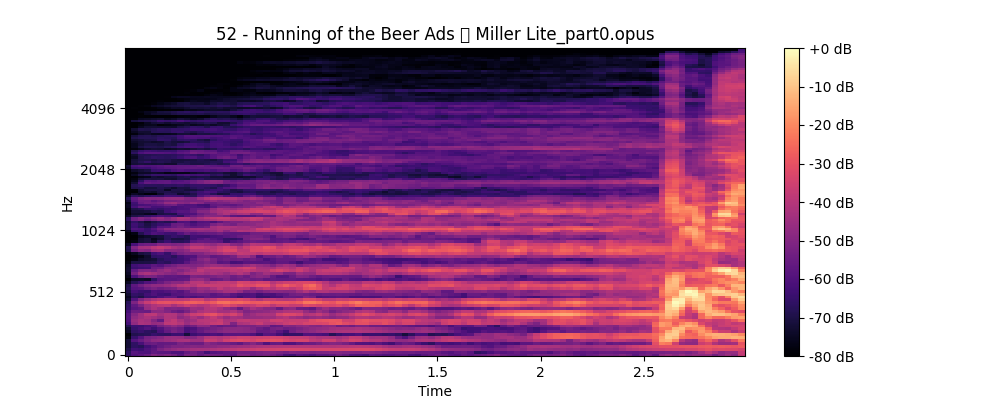 52 - Running of the Beer Ads ▯ Miller Lite_part0.opus
+0 dB
4096
-10 dB
-20 dB
2048
-30 dB
Hz
-40 dB
1024
-50 dB
512
-60 dB
-70 dB
0
-80 dB
0 0.5 1 1.5 2 2.5
Time